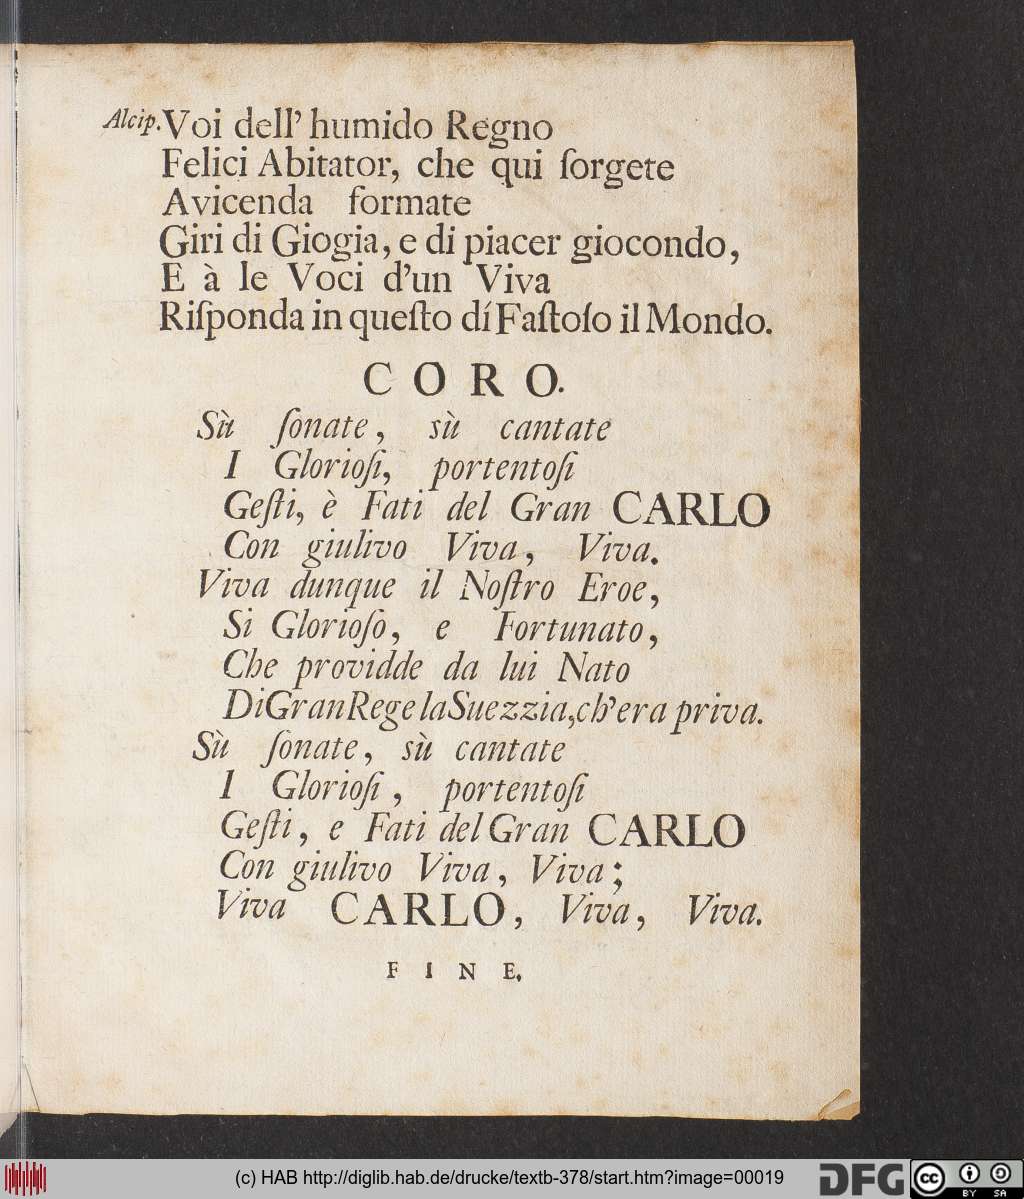 Alcip. Voi dell' humido Regno
Felici Abitator, che qui ſorgete
Avicenda formate
Giri di Giogia, e di piacer giocondo,
E à le Voci d'un Viva
Riſponda in queſto dí Faſtoſo il Mondo.
CORO.
Sù ſonate, sù cantate
I Glorioſi, portentoſi
Geſti, è Fati del Gran CARLO
Con giulivo Viva, Viva.
Viva dunque il Noſtro Eroe,
Si Glorioſo, e Fortunato,
Che providde da lui Nato
Di Gran Rege la Suezzia, ch'era priva.
Sù ſonate, sù cantate
I Glorioſi, portentoſi
Geſti, e Fati del Gran CARLO
Con giulivo Viva, Viva;
Viva CARLO, Viva, Viva.
FINE.
(c) HAB http://diglib.hab.de/drucke/textb-378/start.htm?image=00019
DFG cc BY SA